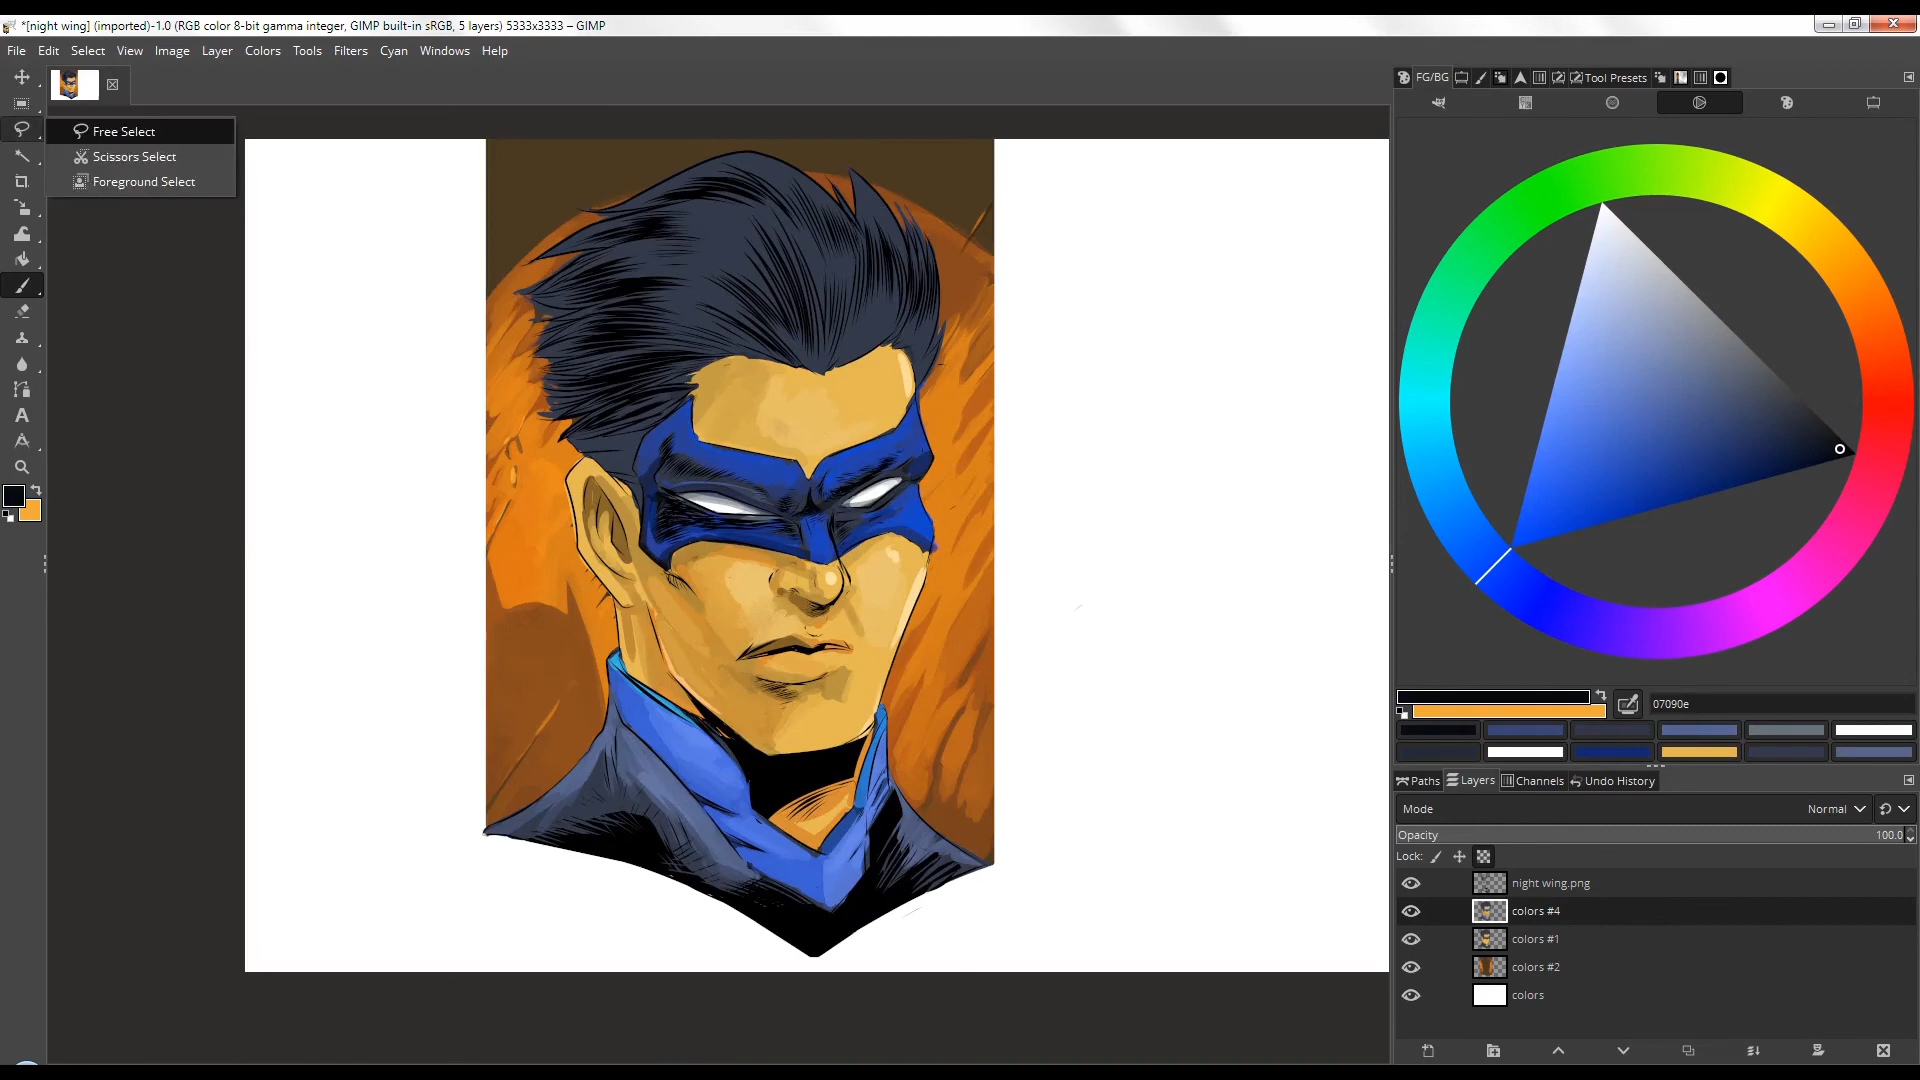 *[night wing] (imported)-1.0 (RGB color 8-bit gamma integer, GIMP built-in sRGB, 5 layers) 5333x3333 – GIMP
File Edit Select View Image Layer Colors Tools Filters Cyan Windows Help
FG/BG Tool Presets
Free Select
Scissors Select
Foreground Select
A
07090e
Paths Layers Channels Undo History
Mode Normal
Opacity 100.0
Lock:
night wing.png
colors #4
colors #1
colors #2
colors